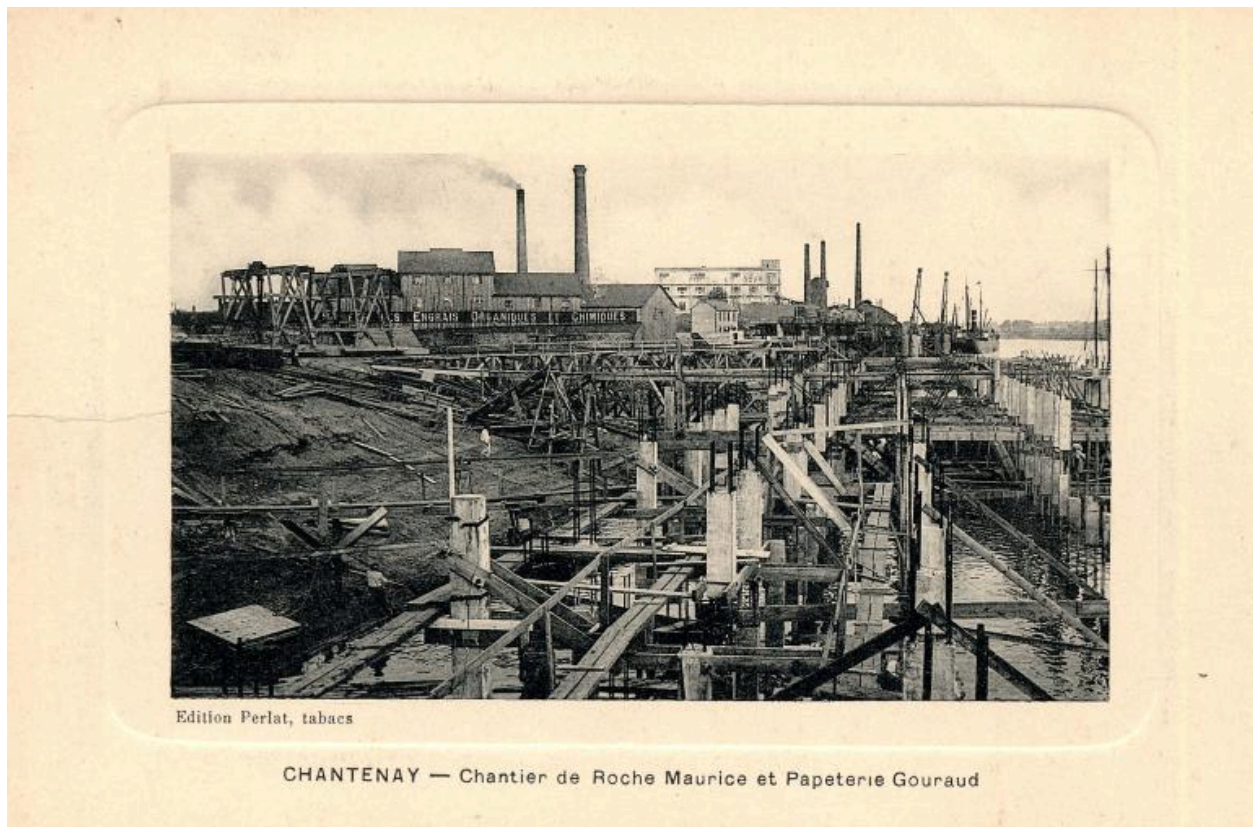 ENGRAIS ORGANIQUES ET CHIMIQUES
Edition Perlat, tabacs
CHANTENAY — Chantier de Roche Maurice et Papeterie Gouraud